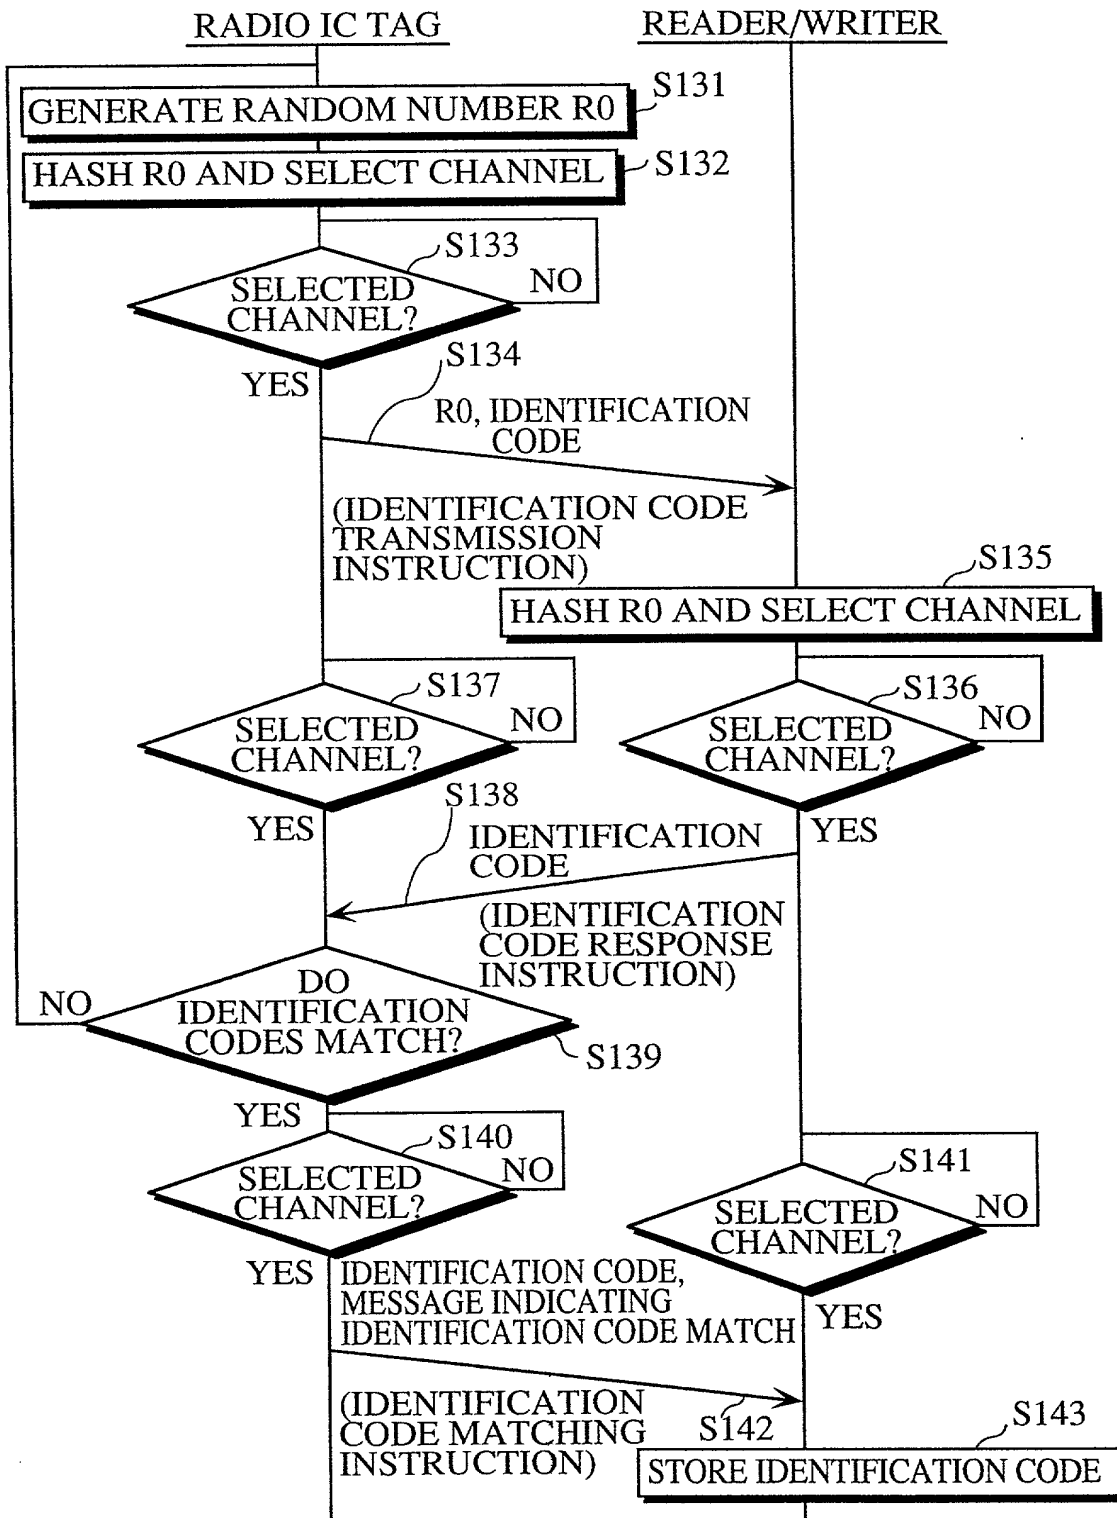 RADIO IC TAG
READER/WRITER
S131
GENERATE RANDOM NUMBER R0
HASH R0 AND SELECT CHANNEL
S132
S133
SELECTED
CHANNEL?
NO
YES
S134
R0, IDENTIFICATION
CODE
(IDENTIFICATION CODE
TRANSMISSION
INSTRUCTION)
S135
HASH R0 AND SELECT CHANNEL
S137
SELECTED
CHANNEL?
NO
YES
S136
SELECTED
CHANNEL?
NO
YES
S138
IDENTIFICATION
CODE
(IDENTIFICATION
CODE RESPONSE
INSTRUCTION)
NO
DO
IDENTIFICATION
CODES MATCH?
S139
YES
S140
SELECTED
CHANNEL?
NO
YES
S141
SELECTED
CHANNEL?
NO
YES
IDENTIFICATION CODE,
MESSAGE INDICATING
IDENTIFICATION CODE MATCH
(IDENTIFICATION
CODE MATCHING
INSTRUCTION)
S142
S143
STORE IDENTIFICATION CODE